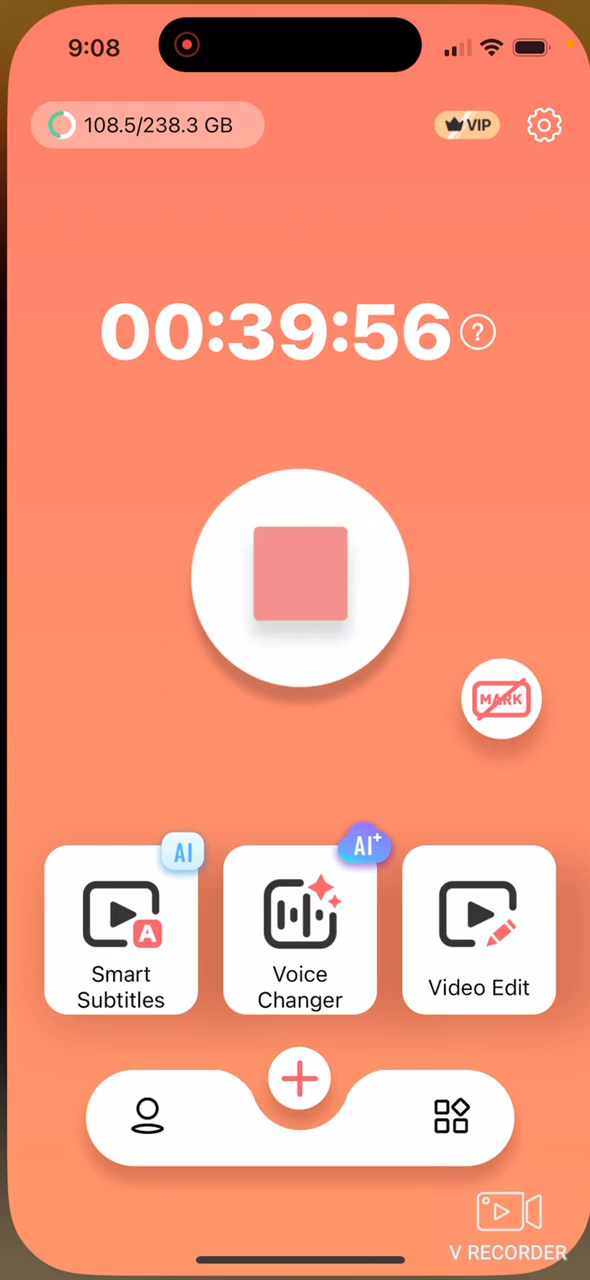 9:08
108.5/238.3 GB
VIP
00:39:56
?
MARK
AI
AI+
Smart
Subtitles
A
Voice
Changer
Video Edit
V RECORDER